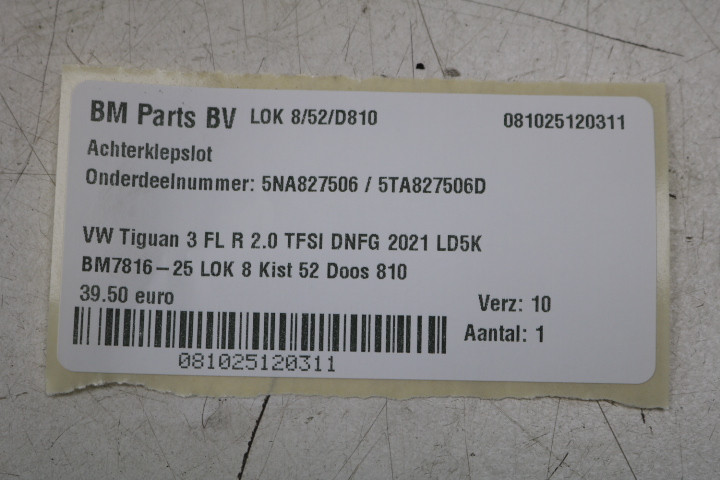 BM Parts BV LOK 8/52/D810 081025120311
Achterklepslot
Onderdeelnummer: 5NA827506 / 5TA827506D
VW Tiguan 3 FL R 2.0 TFSI DNFG 2021 LD5K
BM7816-25 LOK 8 Kist 52 Doos 810
39.50 euro Verz: 10
Aantal: 1
081025120311